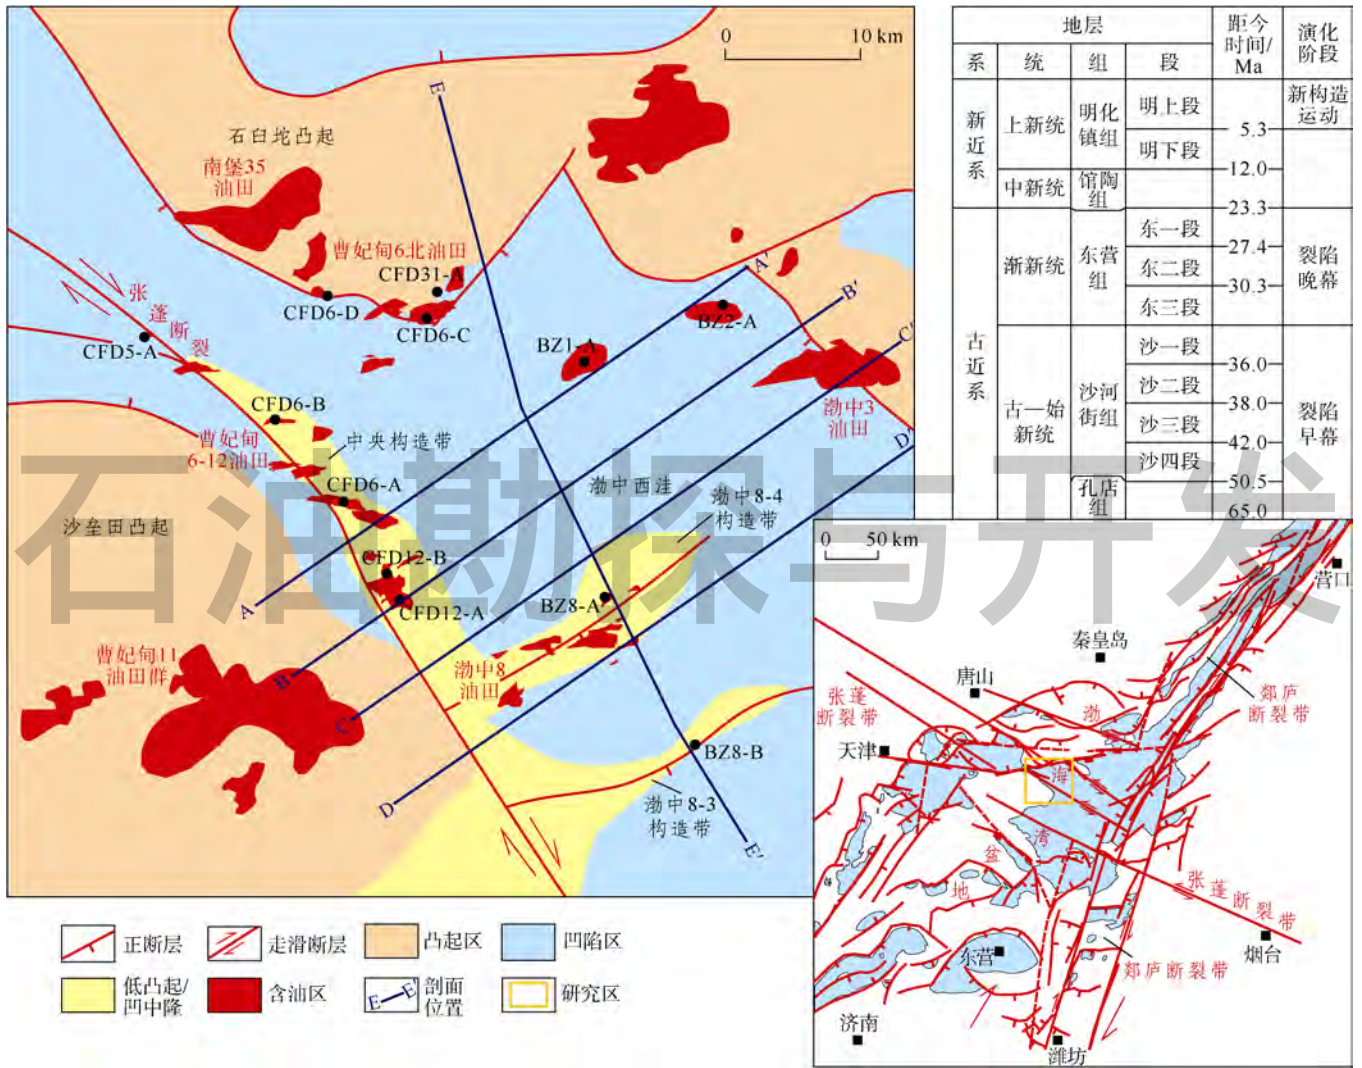 0 10 km
E
石臼坨凸起
南堡35
油田
曹妃甸6北油田
CFD31-A
CFD6-D
CFD6-C
张
蓬
断
裂
CFD5-A
BZ1-A
BZ2-A
A'
B'
C'
D'
渤中3
油田
CFD6-B
曹妃甸
6-12油田
中央构造带
CFD6-A
渤中西洼
渤中8-4
构造带
沙垒田凸起
CFD12-B
CFD12-A
BZ8-A
A
B
C
D
曹妃甸11
油田群
渤中8
油田
BZ8-B
渤中8-3
构造带
E'
石油勘探与开发
地层
距今
时间/
Ma
演化
阶段
系 统 组 段
新近系
上新统
明化
镇组
明上段
5.3
明下段
12.0
新构造
运动
中新统
馆陶
组
23.3
古近系
渐新统
东营
组
东一段
27.4
东二段
30.3
东三段
裂陷
晚幕
古—始
新统
沙河
街组
沙一段
36.0
沙二段
38.0
沙三段
42.0
沙四段
50.5
孔店
组
65.0
裂陷
早幕
0 50 km
营口
秦皇岛
唐山
张蓬
断裂带
天津
郯庐
断裂带
渤
海
湾
盆
地
张蓬断裂带
烟台
东营
郯庐断裂带
济南
潍坊
正断层
走滑断层
凸起区
凹陷区
低凸起/
凹中隆
含油区
E E'
剖面
位置
研究区